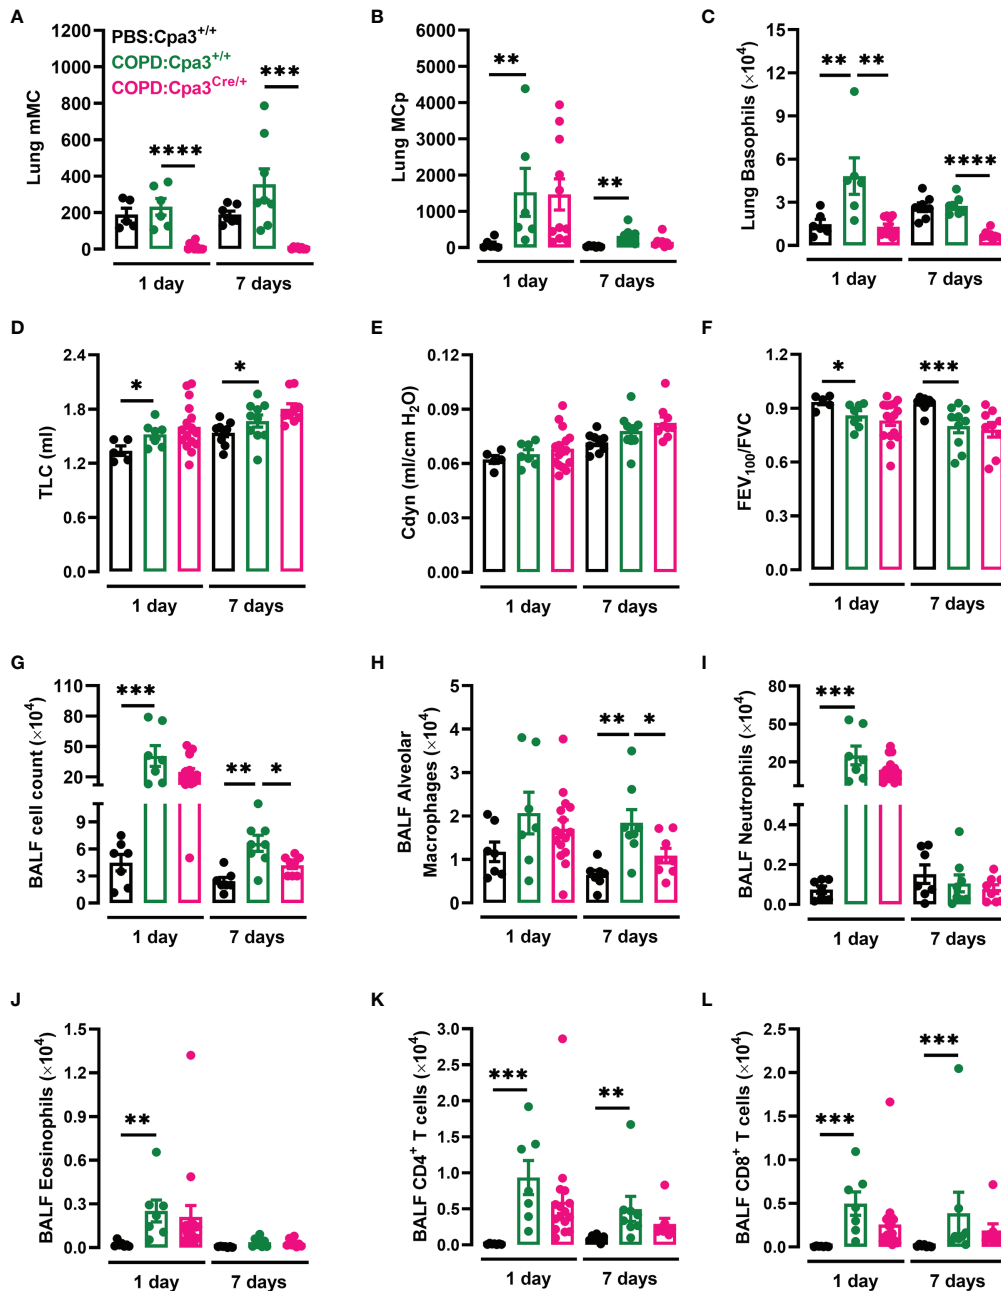 A
Lung mMC
1200
1000
800
600
400
200
0
PBS:Cpa3+/+
COPD:Cpa3+/+
COPD:Cpa3Cre/+
****
***
1 day
7 days
B
Lung MCp
6000
5000
4000
3000
2000
1000
0
**
**
1 day
7 days
C
Lung Basophils (×10⁴)
15
10
5
0
** **
****
1 day
7 days
D
TLC (ml)
2.4
1.8
1.2
0.6
0.0
*
*
1 day
7 days
E
Cdyn (ml/cm H₂O)
0.12
0.09
0.06
0.03
0.00
1 day
7 days
F
FEV₁₀₀/FVC
1.2
0.9
0.6
0.3
0.0
*
***
1 day
7 days
G
BALF cell count (×10⁴)
110
80
50
20
9
6
3
0
***
** *
1 day
7 days
H
BALF Alveolar
Macrophages (×10⁴)
5
4
3
2
1
0
** *
1 day
7 days
I
BALF Neutrophils (×10⁴)
80
60
40
20
0.4
0.2
0.0
***
1 day
7 days
J
BALF Eosinophils (×10⁴)
1.5
1.2
0.9
0.6
0.3
0.0
**
1 day
7 days
K
BALF CD4⁺ T cells (×10⁴)
3.0
2.5
2.0
1.5
1.0
0.5
0.0
***
**
1 day
7 days
L
BALF CD8⁺ T cells (×10⁴)
2.5
2.0
1.5
1.0
0.5
0.0
***
***
1 day
7 days